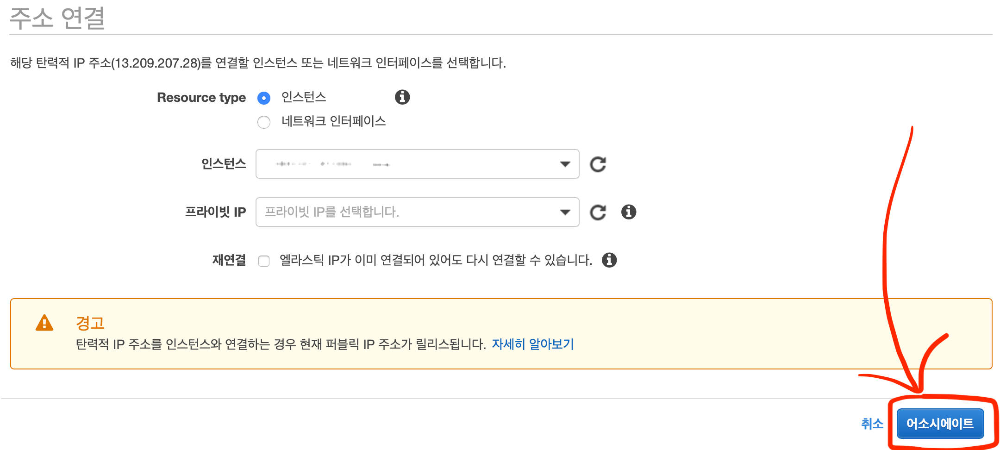 주소 연결
해당 탄력적 IP 주소(13.209.207.28)를 연결할 인스턴스 또는 네트워크 인터페이스를 선택합니다.
Resource type 인스턴스
네트워크 인터페이스
인스턴스
프라이빗 IP 프라이빗 IP를 선택합니다.
재연결 엘라스틱 IP가 이미 연결되어 있어도 다시 연결할 수 있습니다.
경고
탄력적 IP 주소를 인스턴스와 연결하는 경우 현재 퍼블릭 IP 주소가 릴리스됩니다. 자세히 알아보기
취소 어소시에이트